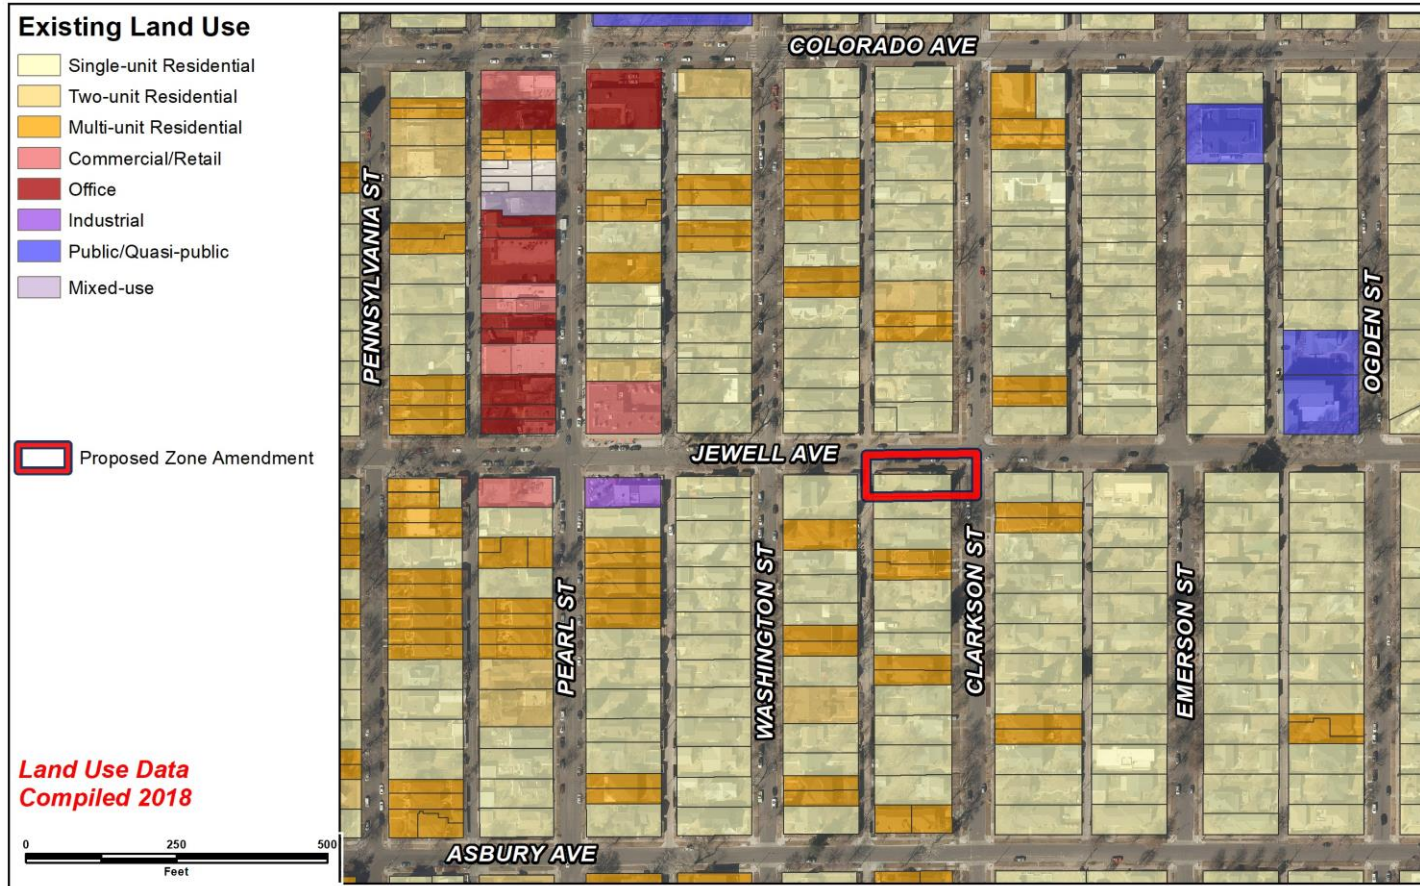 Existing Land Use
Single-unit Residential
Two-unit Residential
Multi-unit Residential
Commercial/Retail
Office
Industrial
Public/Quasi-public
Mixed-use
Proposed Zone Amendment
Land Use Data
Compiled 2018
0 250 500
Feet
COLORADO AVE
PENNSYLVANIA ST
OGDEN ST
JEWELL AVE
PEARL ST
WASHINGTON ST
CLARKSON ST
EMERSON ST
ASBURY AVE